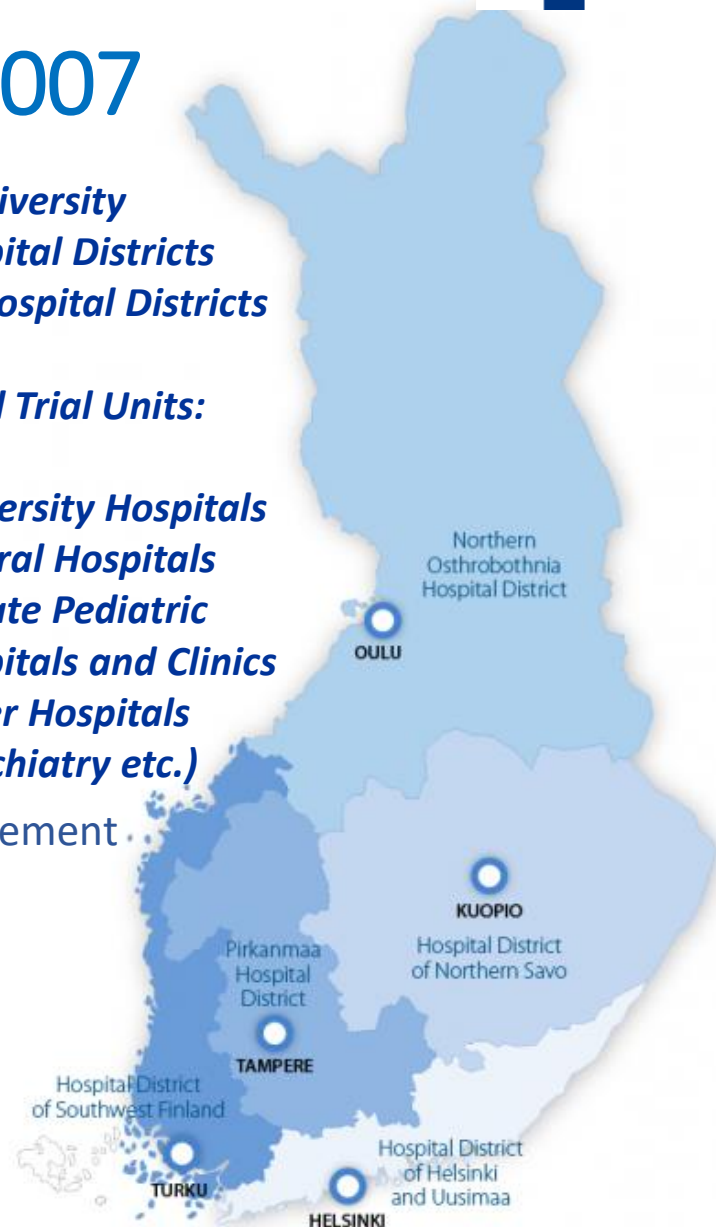 007
iversity
pital Districts
ospital Districts
l Trial Units:
ersity Hospitals
ral Hospitals
ate Pediatric
pitals and Clinics
er Hospitals
chiatry etc.)
ement
Northern
Osthrobothnia
Hospital District
OULU
KUOPIO
Hospital District
of Northern Savo
Pirkanmaa
Hospital
District
TAMPERE
Hospital District
of Southwest Finland
TURKU
Hospital District
of Helsinki
and Uusimaa
HELSINKI